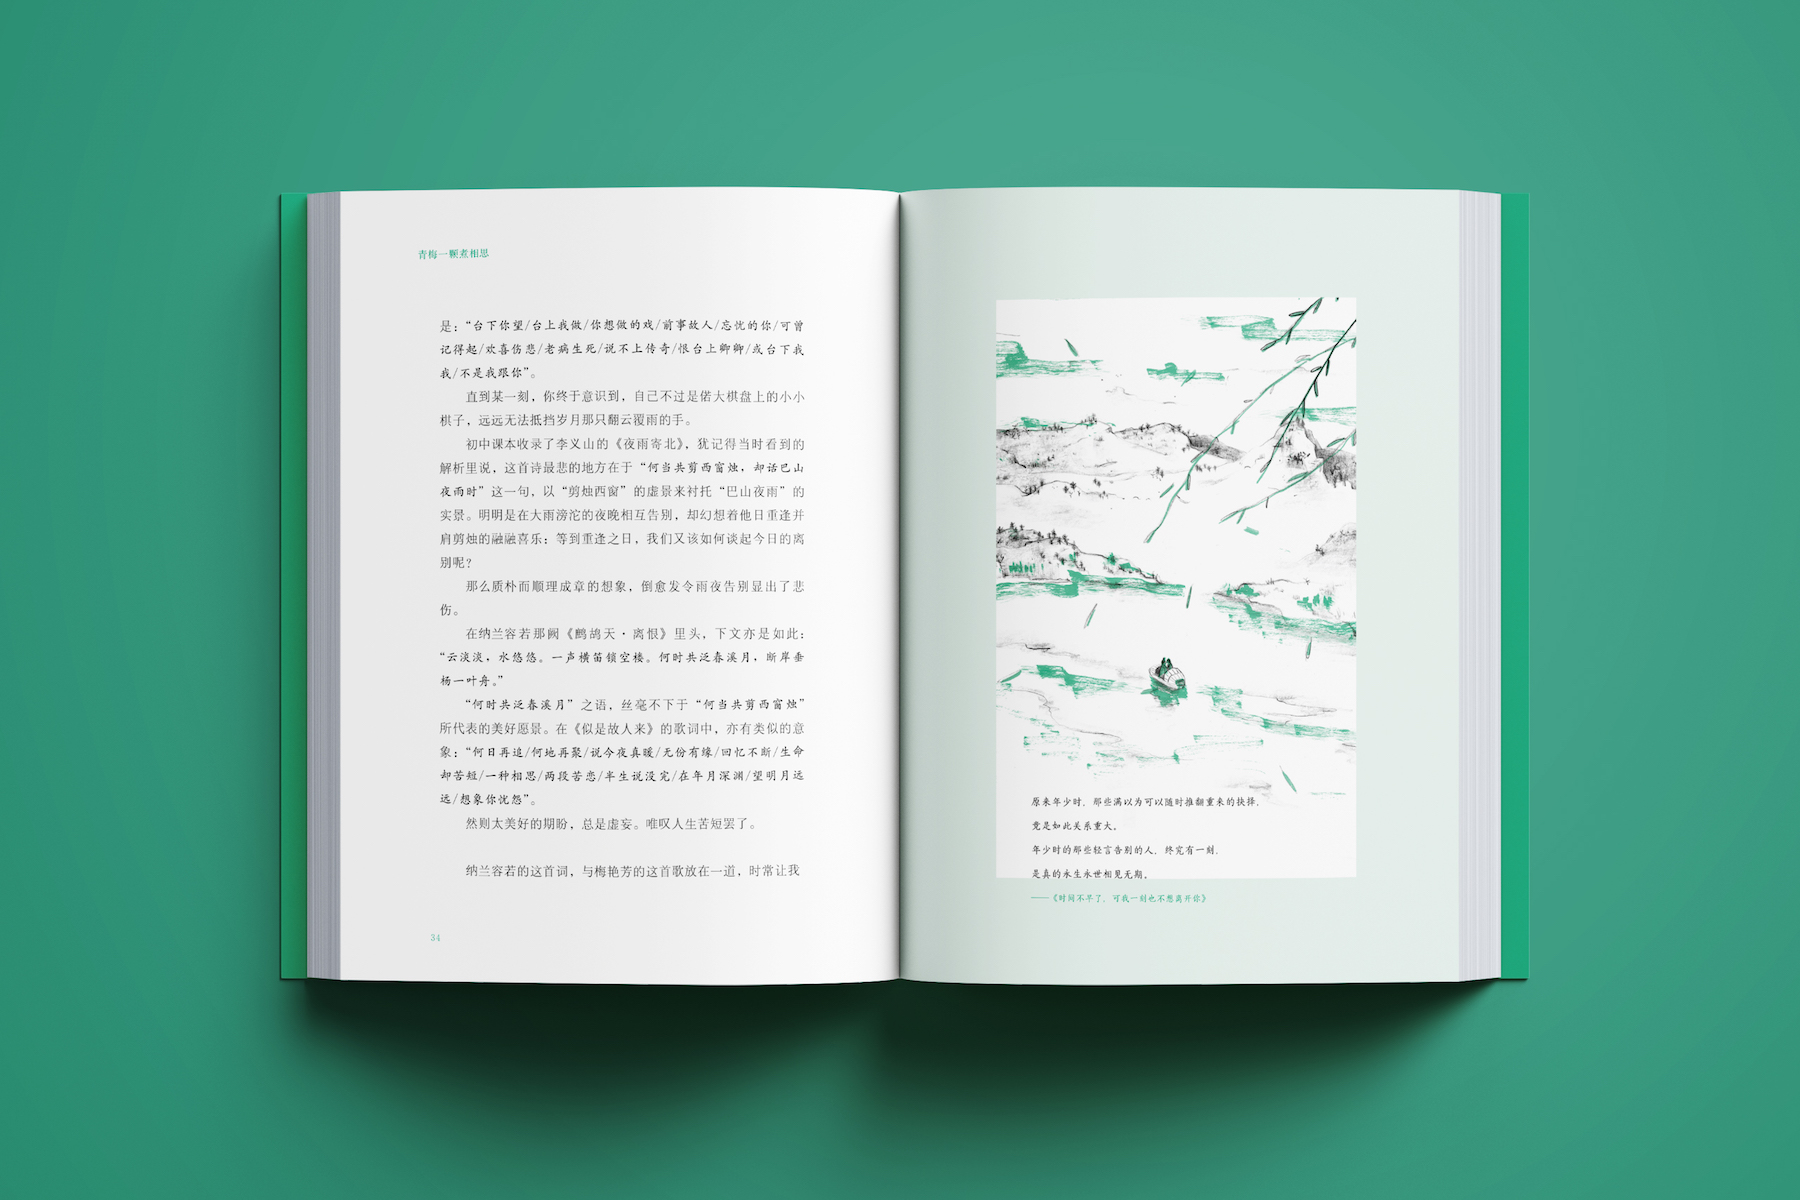 青梅一颗煮相思
是：“台下你望/台上我做/你想做的戏/前事故人/忘忧的你/可曾
记得起/欢喜伤悲/老病生死/说不上传奇/恨台上卿卿/或台下我
我/不是我跟你”。
直到某一刻，你终于意识到，自己不过是偌大棋盘上的小小
棋子，远远无法抵挡岁月那只翻云覆雨的手。
初中课本收录了李义山的《夜雨寄北》，犹记得当时看到的
解析里说，这首诗最悲的地方在于“何当共剪西窗烛，却话巴山
夜雨时”这一句，以“剪烛西窗”的虚景来衬托“巴山夜雨”的
实景。明明是在大雨滂沱的夜晚相互告别，却幻想着他日重逢并
肩剪烛的融融喜乐：等到重逢之日，我们又该如何谈起今日的离
别呢？
那么质朴而顺理成章的想象，倒愈发令雨夜告别显出了悲
伤。
在纳兰容若那阙《鹧鸪天·离恨》里头，下文亦是如此：
“云淡淡，水悠悠。一声横笛锁空楼。何时共泛春溪月，断岸垂
杨一叶舟。”
“何时共泛春溪月”之语，丝毫不下于“何当共剪西窗烛”
所代表的美好愿景。在《似是故人来》的歌词中，亦有类似的意
象：“何日再追/何地再聚/说今夜真暖/无份有缘/回忆不断/生命
却苦短/一种相思/两段苦恋/半生说没完/在年月深渊/望明月远
远/想象你忧怨”。
然则太美好的期盼，总是虚妄。唯叹人生苦短罢了。
纳兰容若的这首词，与梅艳芳的这首歌放在一道，时常让我
34
原来年少时，那些满以为可以随时推翻重来的抉择，
竟是如此关系重大。
年少时的那些轻言告别的人，终究有一刻，
是真的永生永世相见无期。
——《时间不早了，可我一刻也不想离开你》